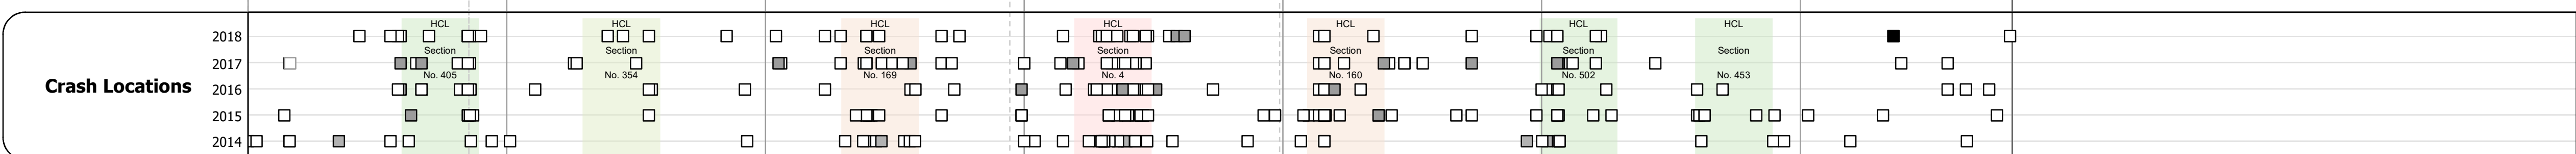 HCL HCL HCL HCL HCL HCL HCL
2018
Section Section Section Section Section Section Section
2017
No. 405 No. 354 No. 169 No. 4 No. 160 No. 502 No. 453
Crash Locations
2016
2015
2014